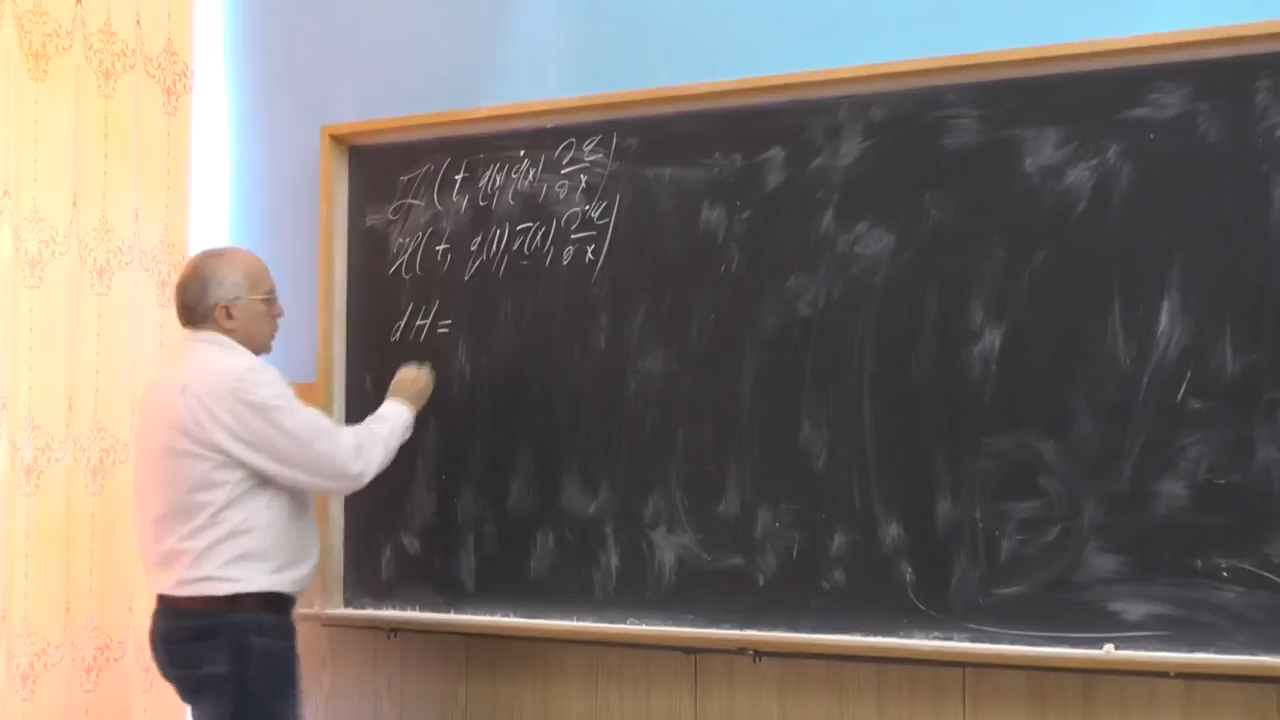 ℒ(t, q(x), q̇(x), ∂q/∂x)
ℋ(t, q(x), π(x), ∂q/∂x)
dH=